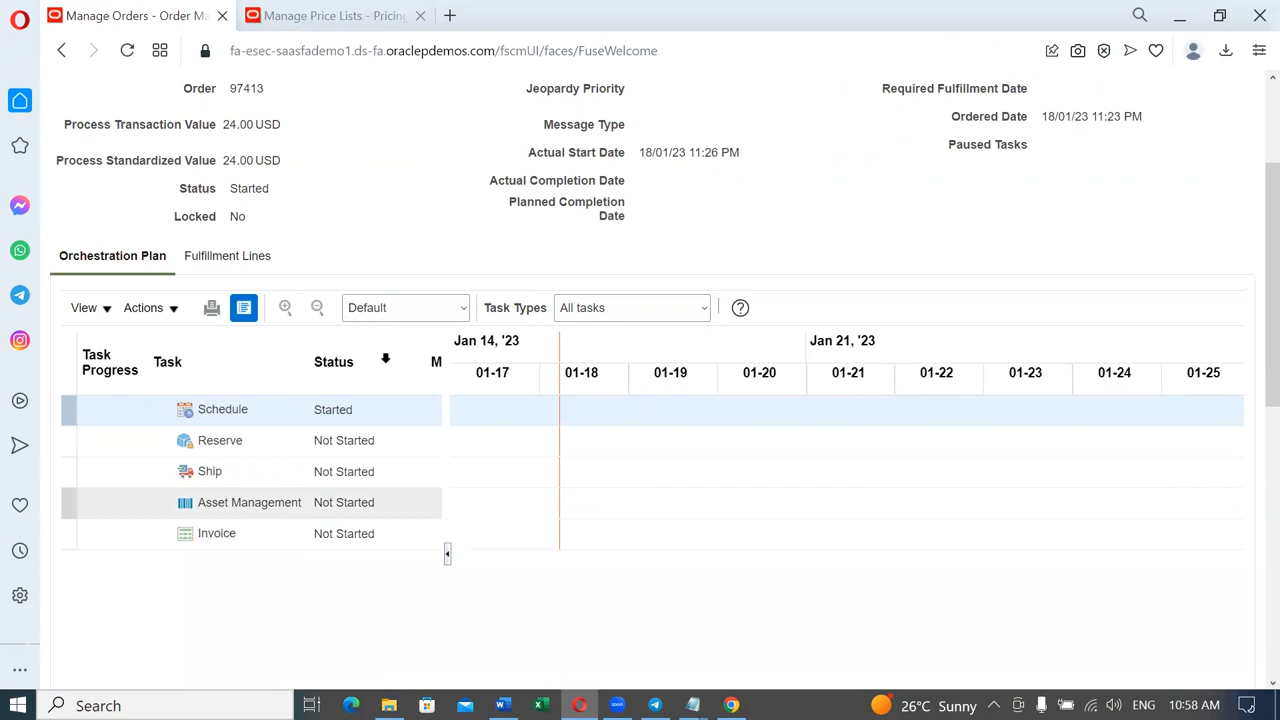 Manage Orders - Order Ma
Manage Price Lists - Pricing
fa-esec-saasfademo1.ds-fa.oraclepdemos.com/fscmUI/faces/FuseWelcome
Order 97413
Jeopardy Priority
Required Fulfillment Date
Process Transaction Value 24.00 USD
Message Type
Ordered Date 18/01/23 11:23 PM
Process Standardized Value 24.00 USD
Actual Start Date 18/01/23 11:26 PM
Paused Tasks
Status Started
Actual Completion Date
Locked No
Planned Completion
Date
Orchestration Plan Fulfillment Lines
View Actions Default Task Types All tasks
Jan 14, '23 Jan 21, '23
Task
Progress
Task Status M
01-17 01-18 01-19 01-20 01-21 01-22 01-23 01-24 01-25
Schedule Started
Reserve Not Started
Ship Not Started
Asset Management Not Started
Invoice Not Started
Search 26°C Sunny ENG 10:58 AM